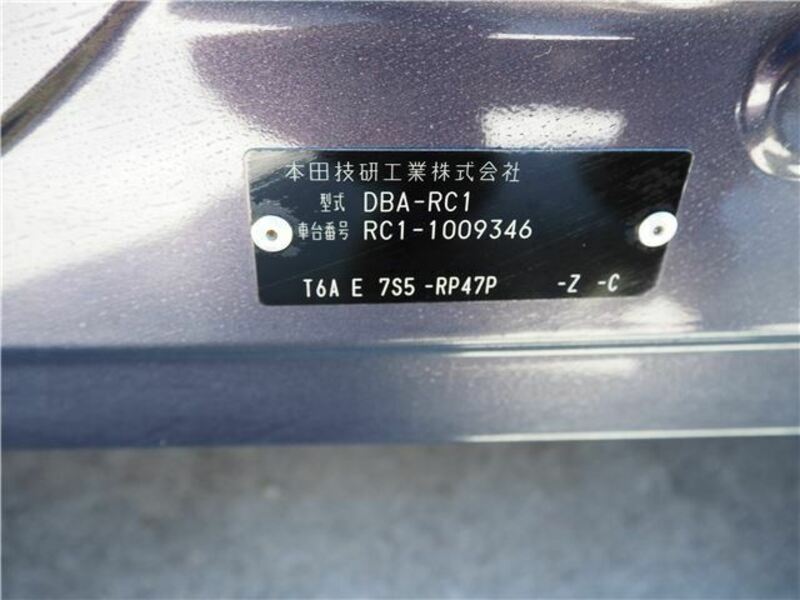 本田技研工業株式会社
型式 DBA-RC1
車台番号 RC1-1009346
T6A E 7S5 -RP47P -Z -C